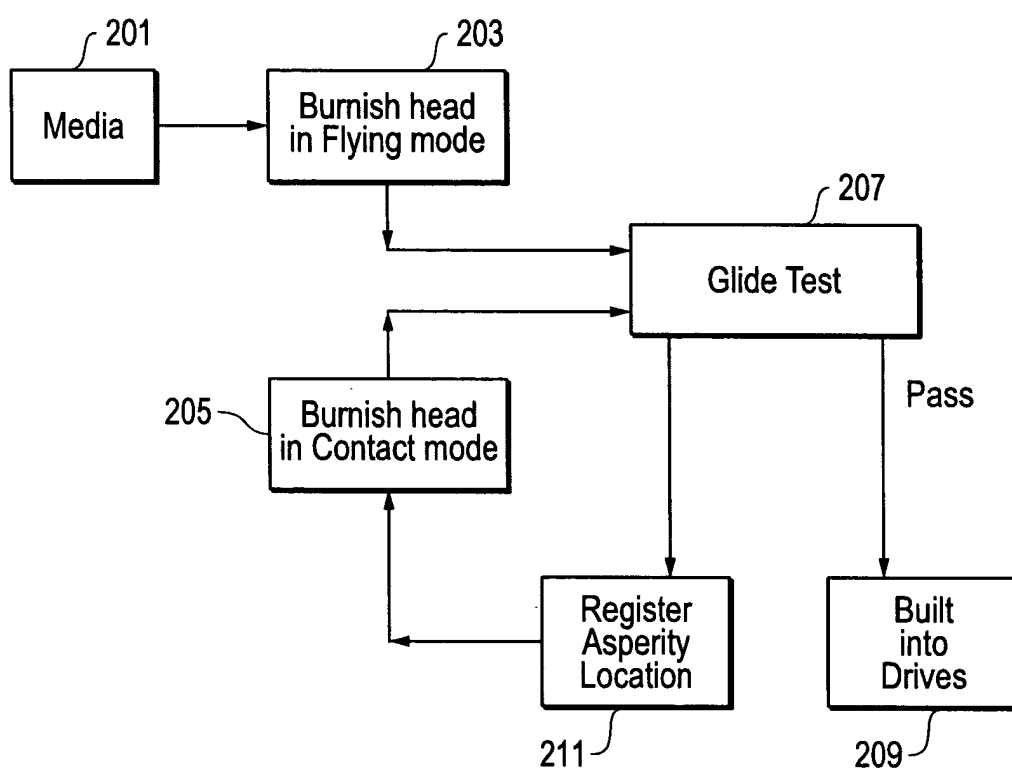 201
203
Media
Burnish head
in Flying mode
207
Glide Test
205
Burnish head
in Contact mode
Pass
Register
Asperity
Location
Built
into
Drives
211
209